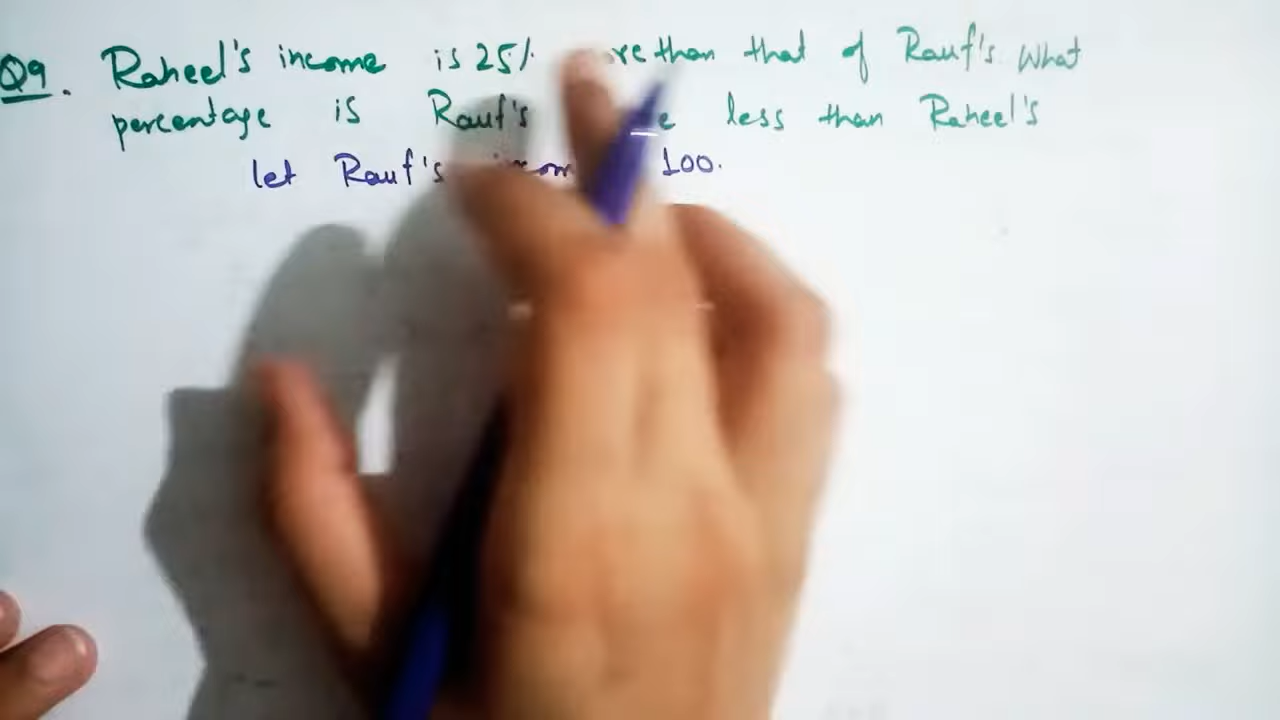 Q9. Raheel's income is 25% than that of Rauf's. What
percentage is Rauf's less than Raheel's
let Rauf's 100.